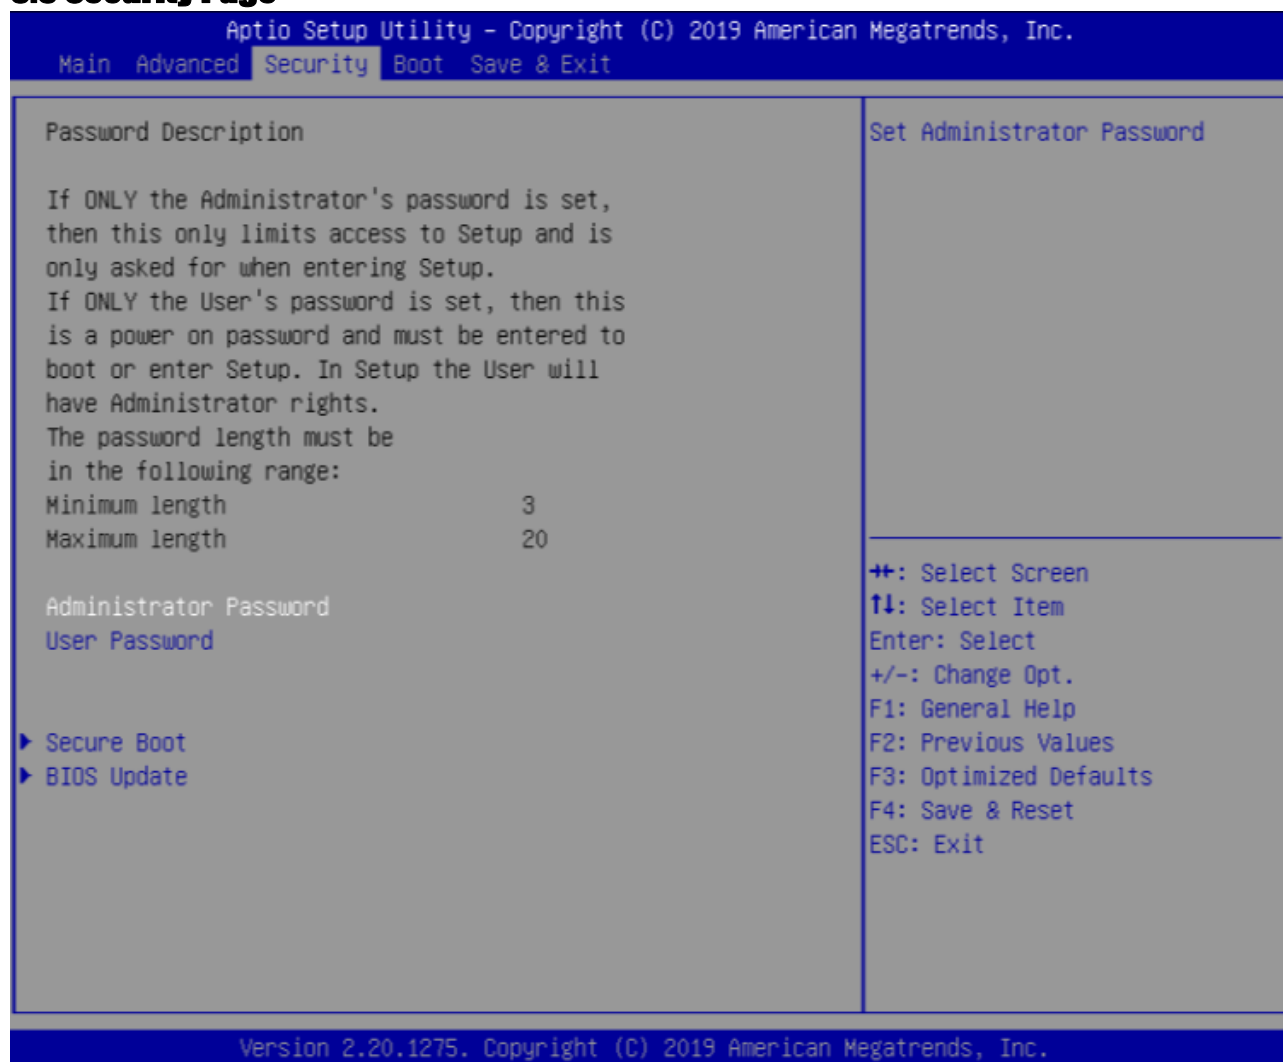 Security Page
Aptio Setup Utility – Copyright (C) 2019 American Megatrends, Inc.
Main Advanced Security Boot Save & Exit
Password Description
If ONLY the Administrator's password is set,
then this only limits access to Setup and is
only asked for when entering Setup.
If ONLY the User's password is set, then this
is a power on password and must be entered to
boot or enter Setup. In Setup the User will
have Administrator rights.
The password length must be
in the following range:
Minimum length 3
Maximum length 20
Administrator Password
User Password
Secure Boot
BIOS Update
Set Administrator Password
: Select Screen
↑↓: Select Item
Enter: Select
+/-: Change Opt.
F1: General Help
F2: Previous Values
F3: Optimized Defaults
F4: Save & Reset
ESC: Exit
Version 2.20.1275. Copyright (C) 2019 American Megatrends, Inc.